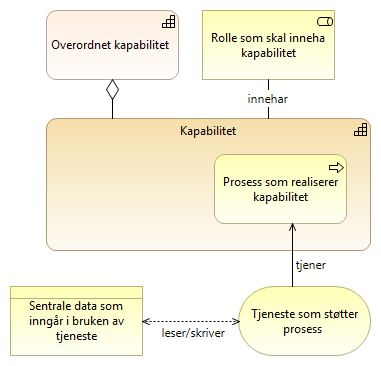 Overordnet kapabilitet
Rolle som skal inneha
kapabilitet
innehar
Kapabilitet
Prosess som realiserer
kapabilitet
tjener
Sentrale data som
inngår i bruken av
tjeneste
leser/skriver
Tjeneste som støtter
prosess